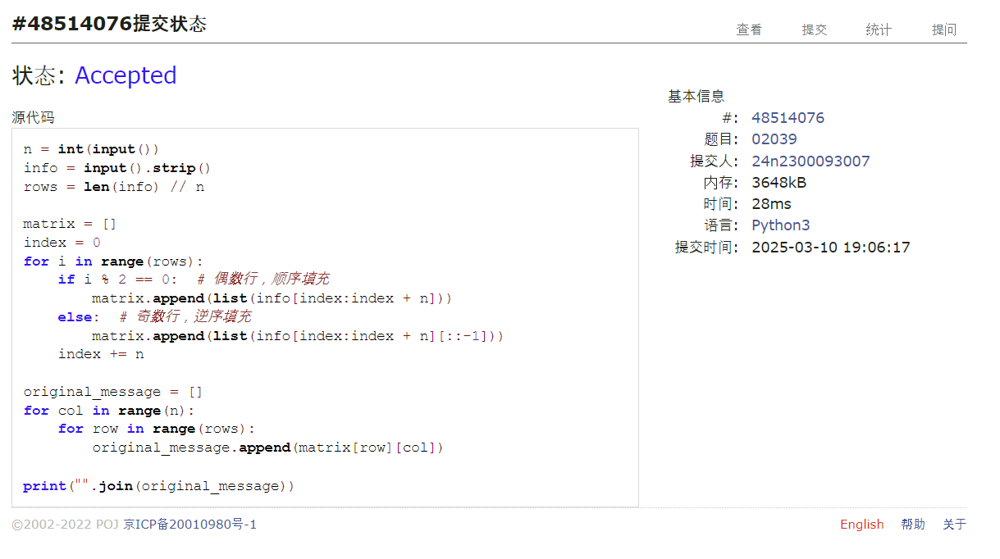 #48514076提交状态
查看 提交 统计 提问
状态: Accepted
源代码
n = int(input())
info = input().strip()
rows = len(info) // n

matrix = []
index = 0
for i in range(rows):
    if i % 2 == 0:  # 偶数行，顺序填充
        matrix.append(list(info[index:index + n]))
    else:  # 奇数行，逆序填充
        matrix.append(list(info[index:index + n][::-1]))
    index += n

original_message = []
for col in range(n):
    for row in range(rows):
        original_message.append(matrix[row][col])

print("".join(original_message))
基本信息
#: 48514076
题目: 02039
提交人: 24n2300093007
内存: 3648kB
时间: 28ms
语言: Python3
提交时间: 2025-03-10 19:06:17
©2002-2022 POJ 京ICP备20010980号-1
English 帮助 关于